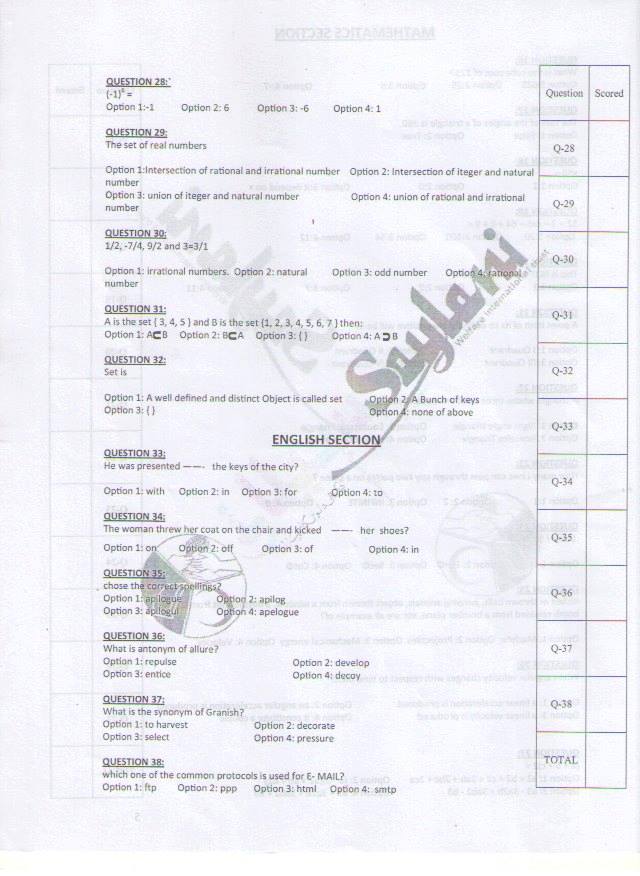 QUESTION 28:`
(-1)⁶ =
Option 1:-1 Option 2: 6 Option 3: -6 Option 4: 1
QUESTION 29:
The set of real numbers
Option 1:Intersection of rational and irrational number Option 2: Intersection of iteger and natural
number
Option 3: union of iteger and natural number Option 4: union of rational and irrational
number
QUESTION 30:
1/2, -7/4, 9/2 and 3=3/1
Option 1: irrational numbers. Option 2: natural Option 3: odd number Option 4: rational
number
QUESTION 31:
A is the set { 3, 4, 5 } and B is the set {1, 2, 3, 4, 5, 6, 7 } then:
Option 1: A⊏B Option 2: B⊏A Option 3: { } Option 4: A⊐B
QUESTION 32:
Set is
Option 1: A well defined and distinct Object is called set Option 2: A Bunch of keys
Option 3: { } Option 4: none of above
ENGLISH SECTION
QUESTION 33:
He was presented ——- the keys of the city?
Option 1: with Option 2: in Option 3: for Option 4: to
QUESTION 34:
The woman threw her coat on the chair and kicked ——- her shoes?
Option 1: on Option 2: off Option 3: of Option 4: in
QUESTION 35:
chose the correct spellings?
Option 1: apilogue Option 2: apilog
Option 3: apilogul Option 4: apelogue
QUESTION 36
What is antonym of allure?
Option 1: repulse Option 2: develop
Option 3: entice Option 4: decoy
QUESTION 37:
What is the synonym of Granish?
Option 1: to harvest Option 2: decorate
Option 3: select Option 4: pressure
QUESTION 38:
which one of the common protocols is used for E- MAIL?
Option 1: ftp Option 2: ppp Option 3: html Option 4: smtp
Question Scored
Q-28
Q-29
Q-30
Q-31
Q-32
Q-33
Q-34
Q-35
Q-36
Q-37
Q-38
TOTAL
Saylani
Welfare International Trust